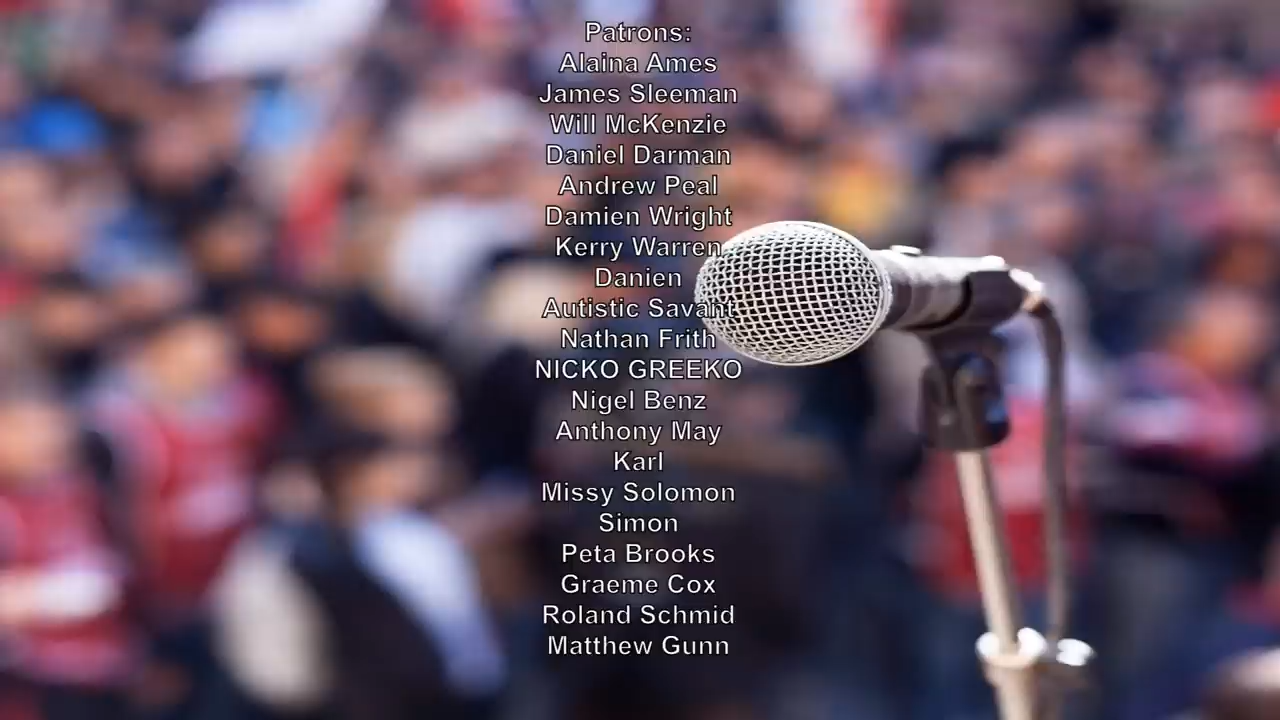 Patrons:
Alaina Ames
James Sleeman
Will McKenzie
Daniel Darman
Andrew Peal
Damien Wright
Kerry Warren
Danien
Autistic Savant
Nathan Frith
NICKO GREEKO
Nigel Benz
Anthony May
Karl
Missy Solomon
Simon
Peta Brooks
Graeme Cox
Roland Schmid
Matthew Gunn